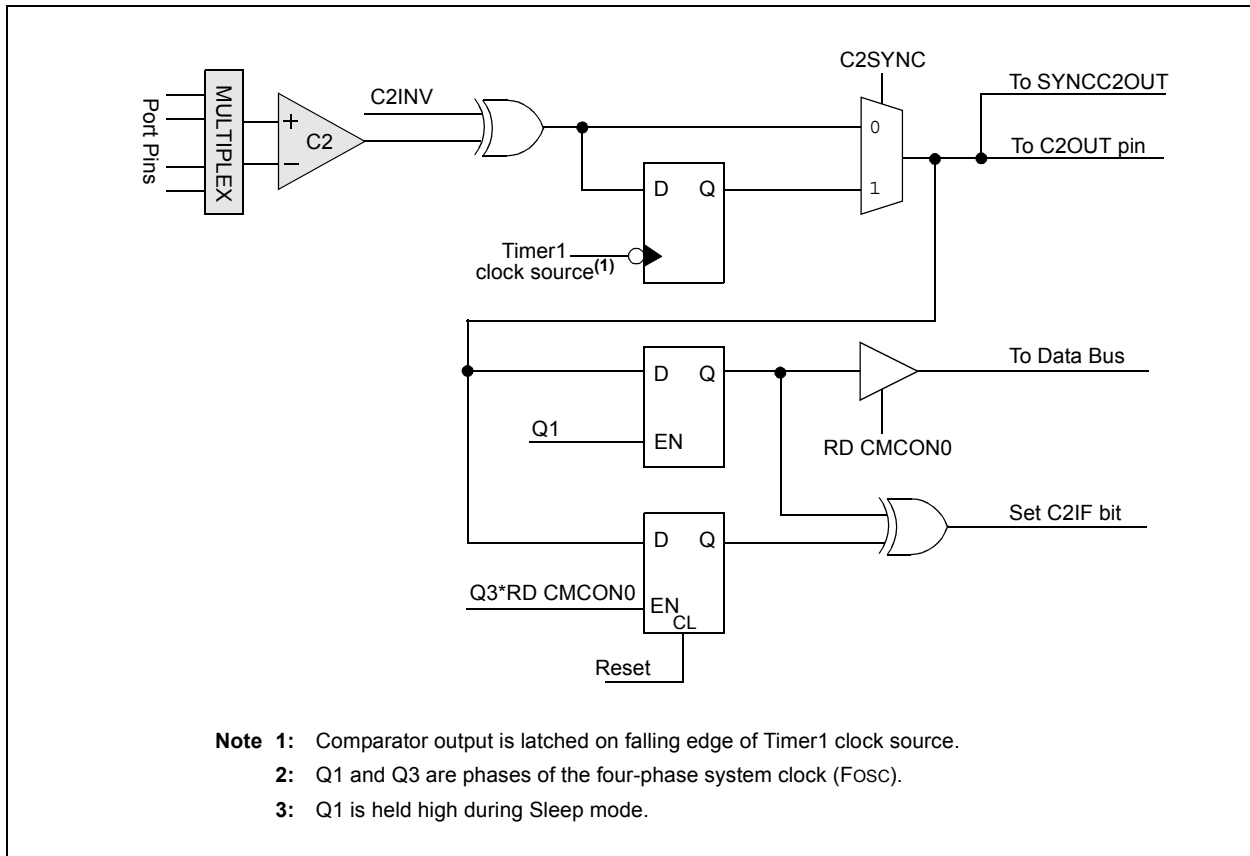 C2SYNC
To SYNCC2OUT
Port Pins
MULTIPLEX
C2INV
+
C2
−
0
To C2OUT pin
D Q
1
Timer1
clock source(1)
D Q
To Data Bus
Q1
EN
RD CMCON0
D Q
Set C2IF bit
Q3*RD CMCON0
EN
CL
Reset
Note 1: Comparator output is latched on falling edge of Timer1 clock source.
2: Q1 and Q3 are phases of the four-phase system clock (FOSC).
3: Q1 is held high during Sleep mode.